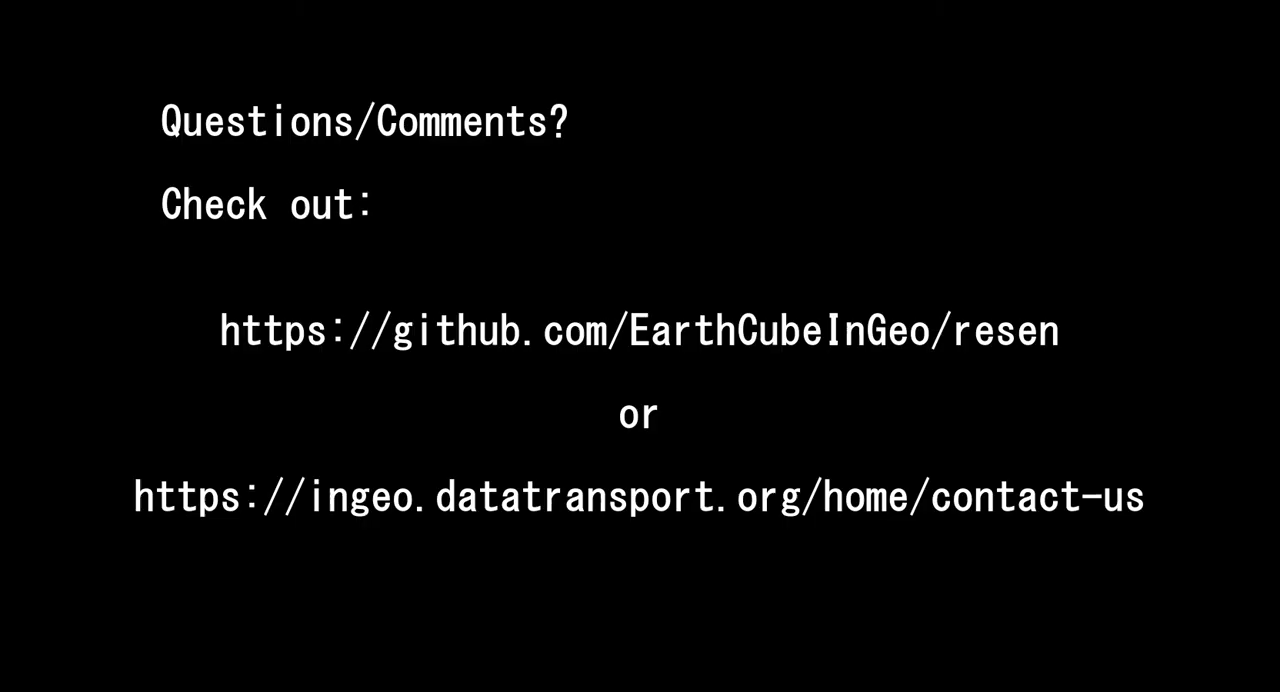 Questions/Comments?
Check out:
https://github.com/EarthCubeInGeo/resen
or
https://ingeo.datatransport.org/home/contact-us